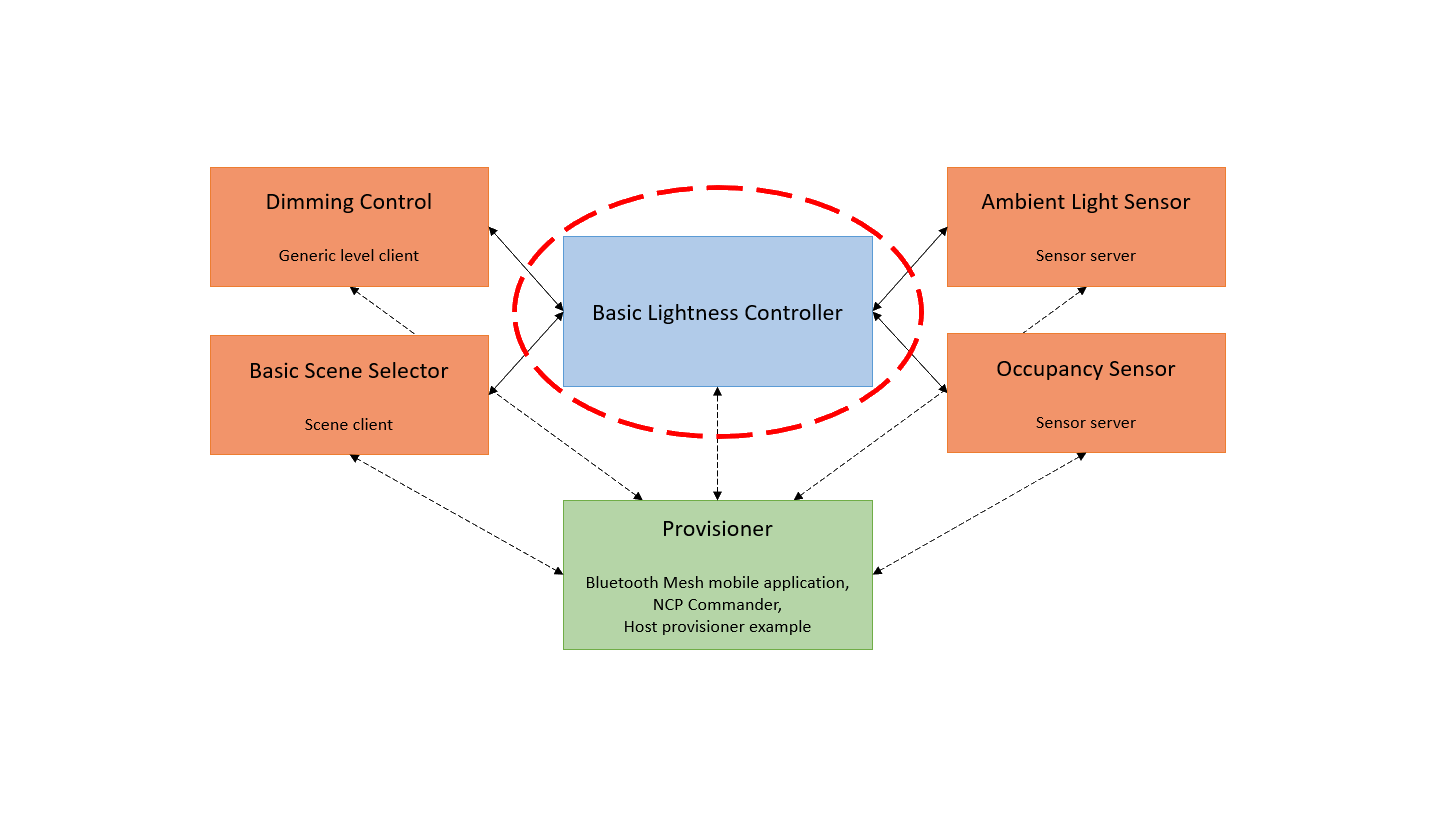 Dimming Control
Generic level client
Basic Scene Selector
Scene client
Basic Lightness Controller
Ambient Light Sensor
Sensor server
Occupancy Sensor
Sensor server
Provisioner
Bluetooth Mesh mobile application,
NCP Commander,
Host provisioner example